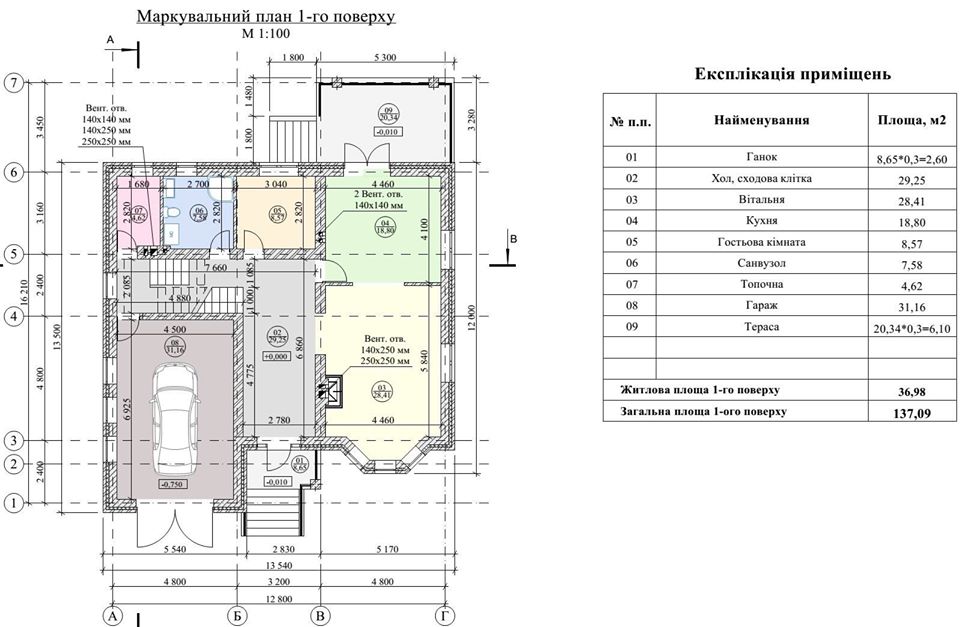 Маркувальний план 1-го поверху
М 1:100
А
1 800
5 300
7
1 480
3 450
Вент. отв.
140х140 мм
140х250 мм
250х250 мм
1 800
09
20,34
-0,010
3 280
6
1 680
2 700
3 040
4 460
2 Вент. отв.
140х140 мм
3 160
2 820
07
4,62
06
7,58
2 820
05
8,57
2 820
04
18,80
4 100
В
5
7 660
1 085
16 210
2 400
2 085
4 880
1 000
12 000
4
4 500
13 500
08
31,16
02
29,25
+0,000
6 860
Вент. отв.
140х250 мм
250х250 мм
5 840
4 800
6 925
4 775
03
28,41
2 780
4 460
3
2
2 400
01
8,65
-0,750
-0,010
1
5 540
2 830
5 170
13 540
4 800
3 200
4 800
12 800
А
Б
В
Г
Експлікація приміщень
№ п.п. Найменування Площа, м2
01 Ганок 8,65*0,3=2,60
02 Хол, сходова клітка 29,25
03 Вітальня 28,41
04 Кухня 18,80
05 Гостьова кімната 8,57
06 Санвузол 7,58
07 Топочна 4,62
08 Гараж 31,16
09 Тераса 20,34*0,3=6,10
Житлова площа 1-го поверху 36,98
Загальна площа 1-ого поверху 137,09